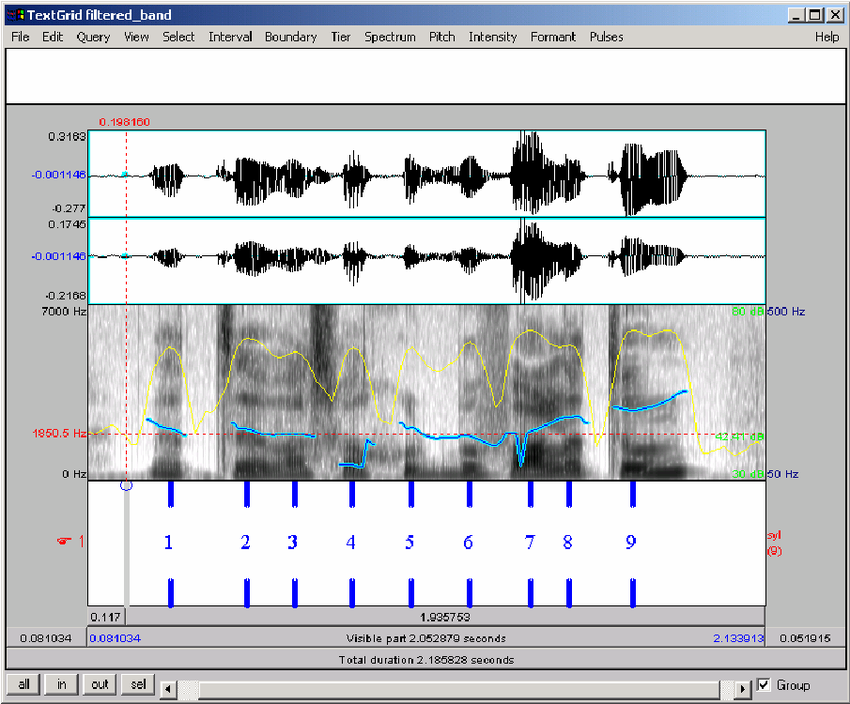 TextGrid filtered_band
File Edit Query View Select Interval Boundary Tier Spectrum Pitch Intensity Formant Pulses Help
0.198160
0.3163
-0.001146
-0.277
0.1745
-0.001146
-0.2168
7000 Hz 80 dB 500 Hz
1850.5 Hz 42.41 dB
0 Hz 30 dB 50 Hz
1 1 2 3 4 5 6 7 8 9 syl
(9)
0.117 1.935753
0.081034 0.081034 Visible part 2.052879 seconds 2.133913 0.051915
Total duration 2.185828 seconds
all in out sel Group